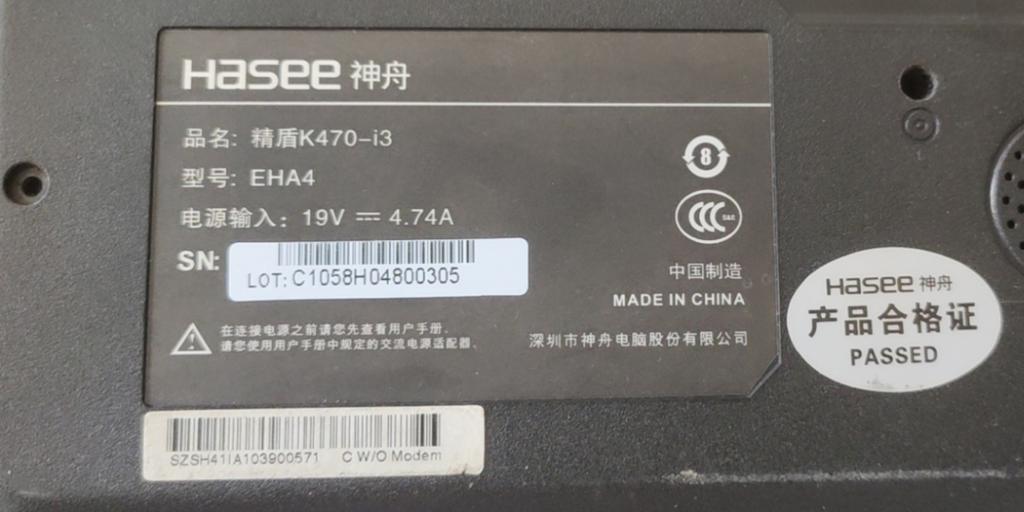 Hasee 神舟
品名: 精盾K470-i3
型号: EHA4
电源输入: 19V ⎓ 4.74A
SN:
LOT: C1058H04800305
在连接电源之前请您先查看用户手册.
请您使用用户手册中规定的交流电源适配器.
8
CCC S&E
中国制造
MADE IN CHINA
深圳市神舟电脑股份有限公司
Hasee 神舟
产品合格证
PASSED
SZSH41IA103900571 C W/O Modem